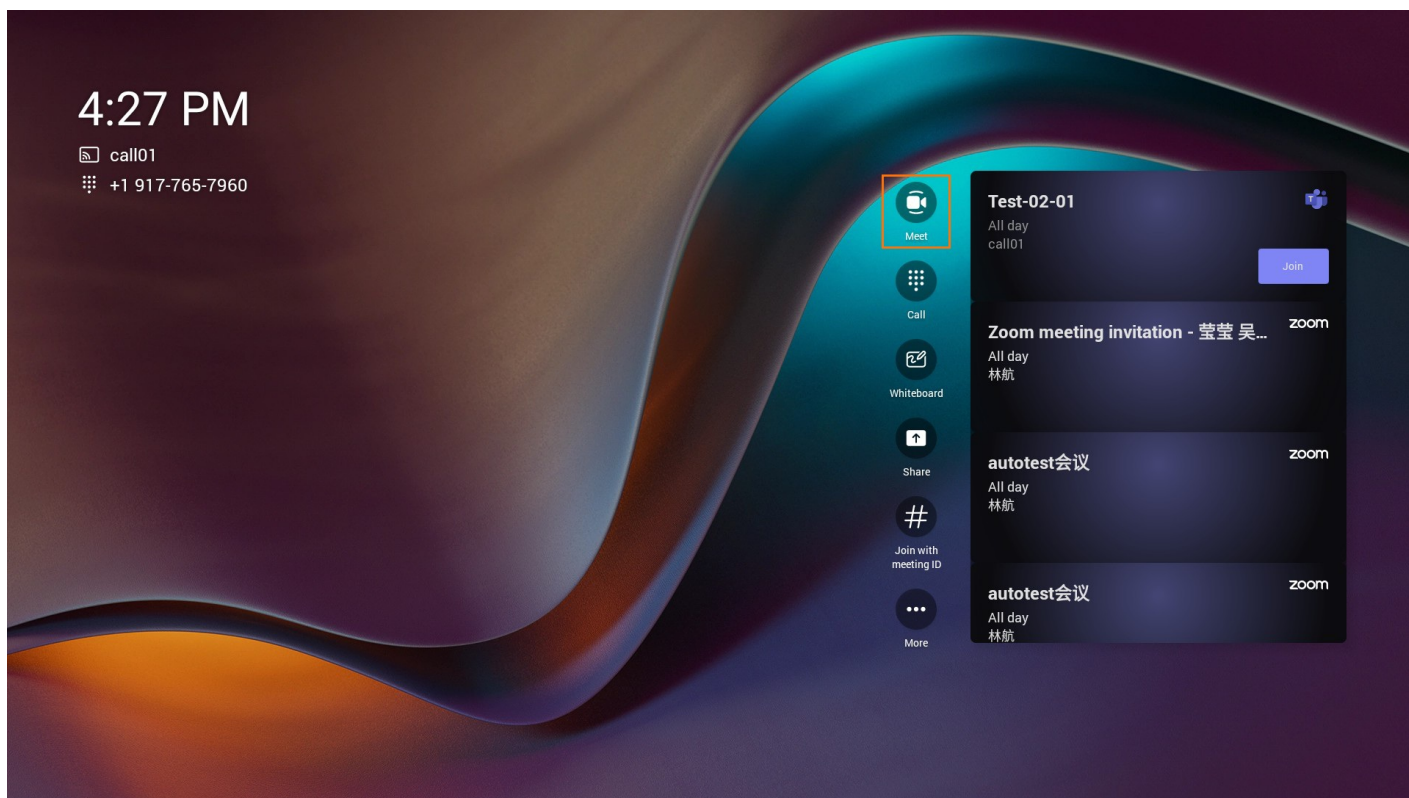 4:27 PM
call01
+1 917-765-7960
Meet
Call
Whiteboard
Share
Join with
meeting ID
More
Test-02-01
All day
call01
Join
Zoom meeting invitation - 莹莹 吴...
zoom
All day
林航
autotest会议
zoom
All day
林航
autotest会议
zoom
All day
林航